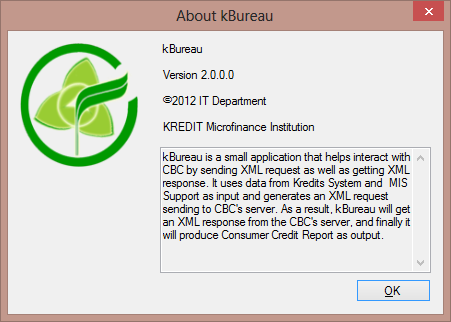 About kBureau
kBureau
Version 2.0.0.0
©2012 IT Department
KREDIT Microfinance Institution
kBureau is a small application that helps interact with
CBC by sending XML request as well as getting XML
response. It uses data from Kredits System and  MIS
Support as input and generates an XML request
sending to CBC's server. As a result, kBureau will get
an XML response from the CBC's server, and finally it
will produce Consumer Credit Report as output.
OK